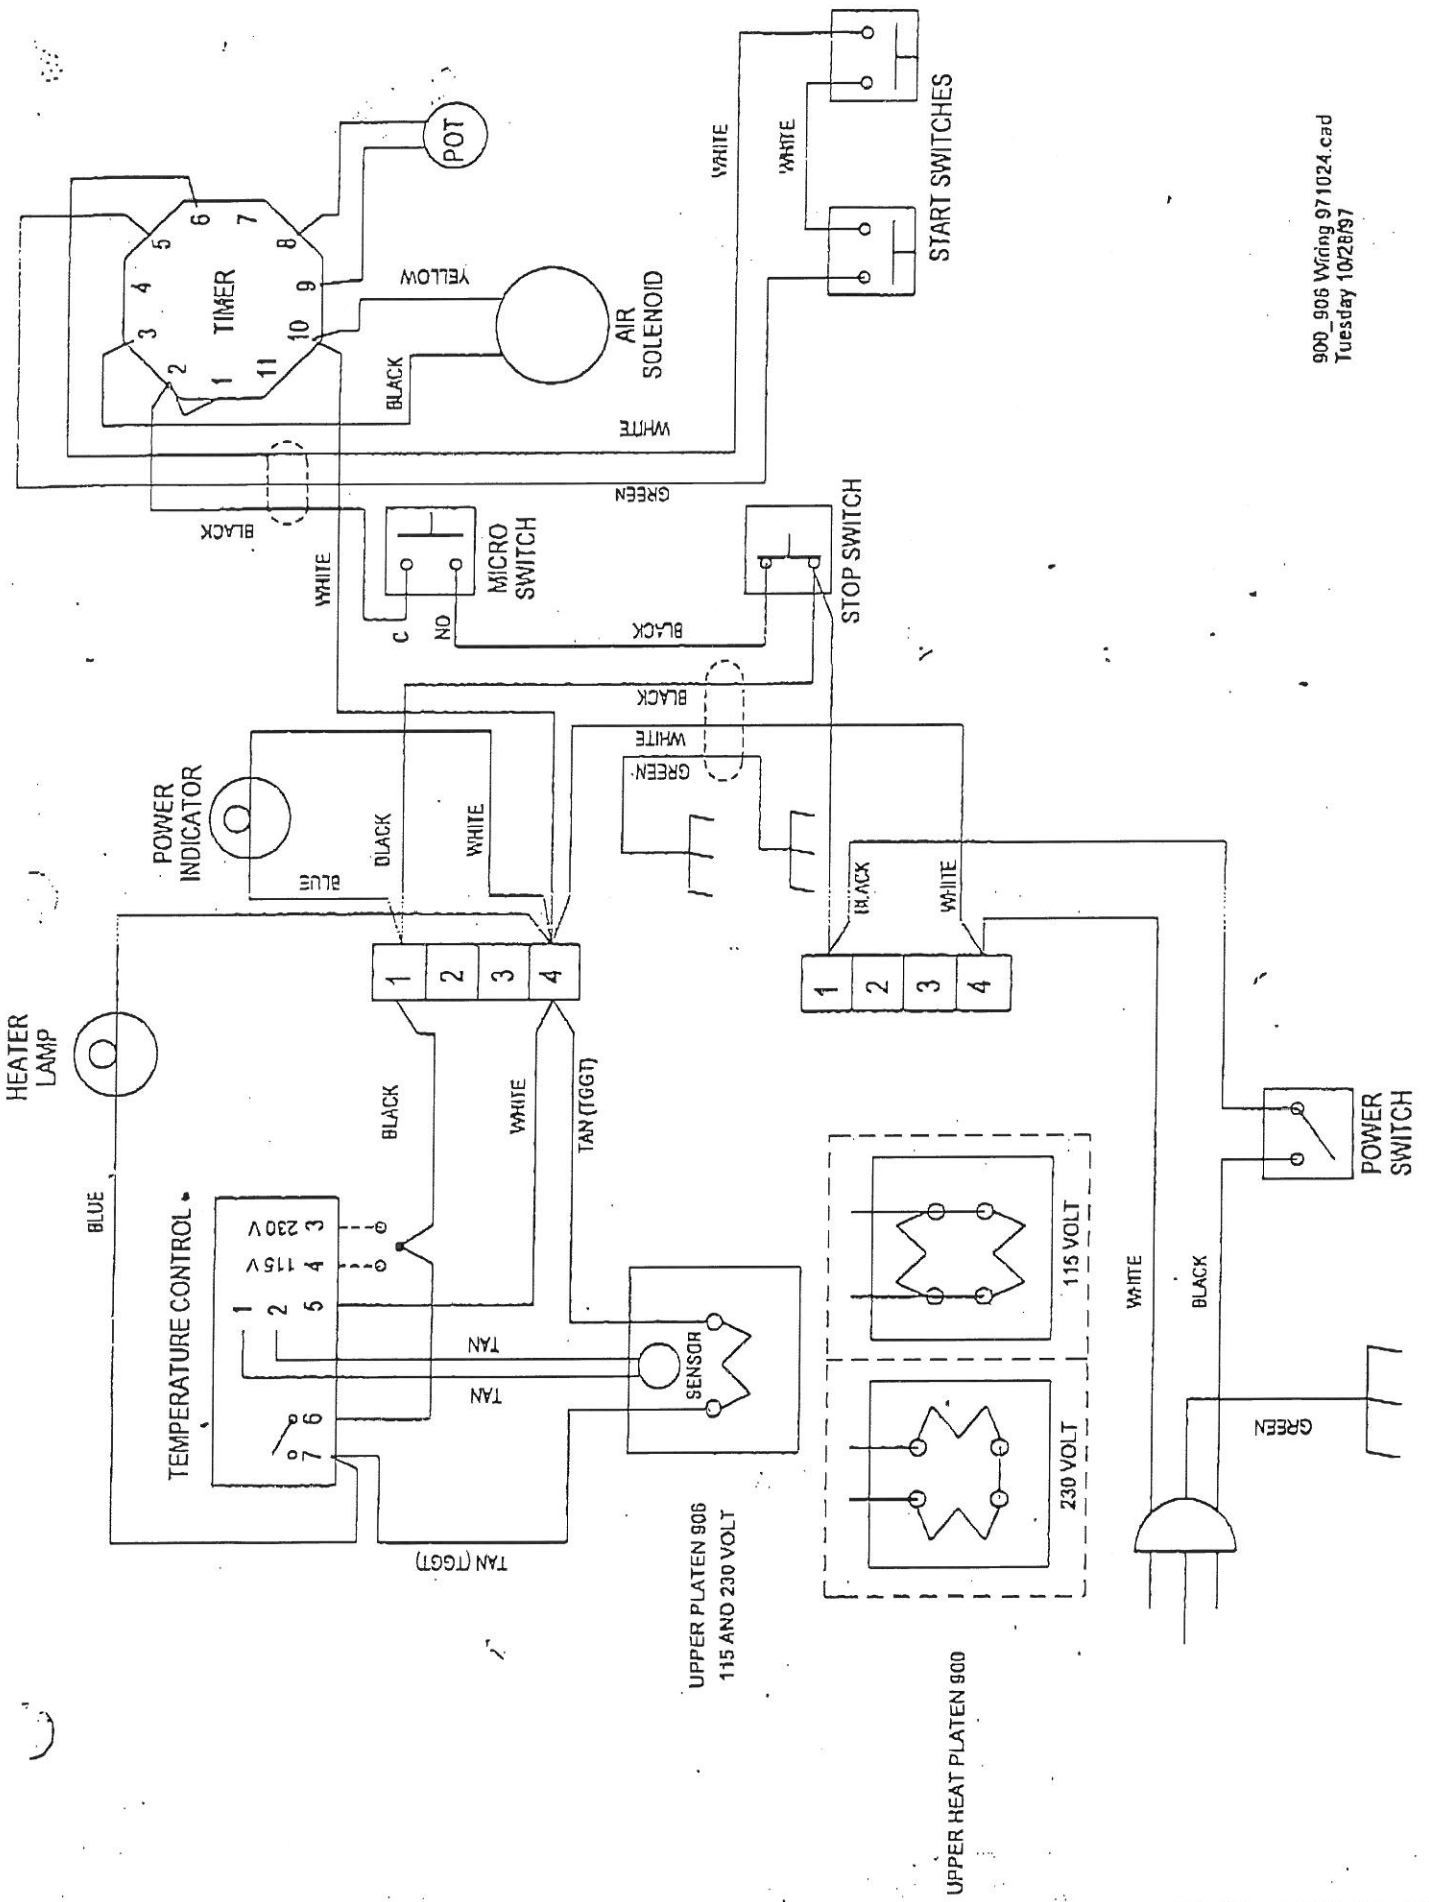 HEATER
LAMP
POWER
INDICATOR
TIMER
1
2
3
4
5
6
7
8
9
10
11
POT
BLUE
BLUE
BLACK
WHITE
BLACK
WHITE
BLACK
YELLOW
AIR
SOLENOID
TEMPERATURE CONTROL
7
6
1
2
5
115V
4
230V
3
BLACK
WHITE
TAN (TGGT)
1
2
3
4
BLACK
WHITE
C
NO
MICRO
SWITCH
WHITE
GREEN
WHITE
WHITE
START SWITCHES
TAN
TAN
TAN (TGGT)
SENSOR
UPPER PLATEN 906
115 AND 230 VOLT
BLACK
BLACK
WHITE
GREEN
STOP SWITCH
1
2
3
4
BLACK
WHITE
UPPER HEAT PLATEN 900
230 VOLT
115 VOLT
WHITE
BLACK
GREEN
POWER
SWITCH
900_906 Wiring 971024.cad
Tuesday 10/28/97